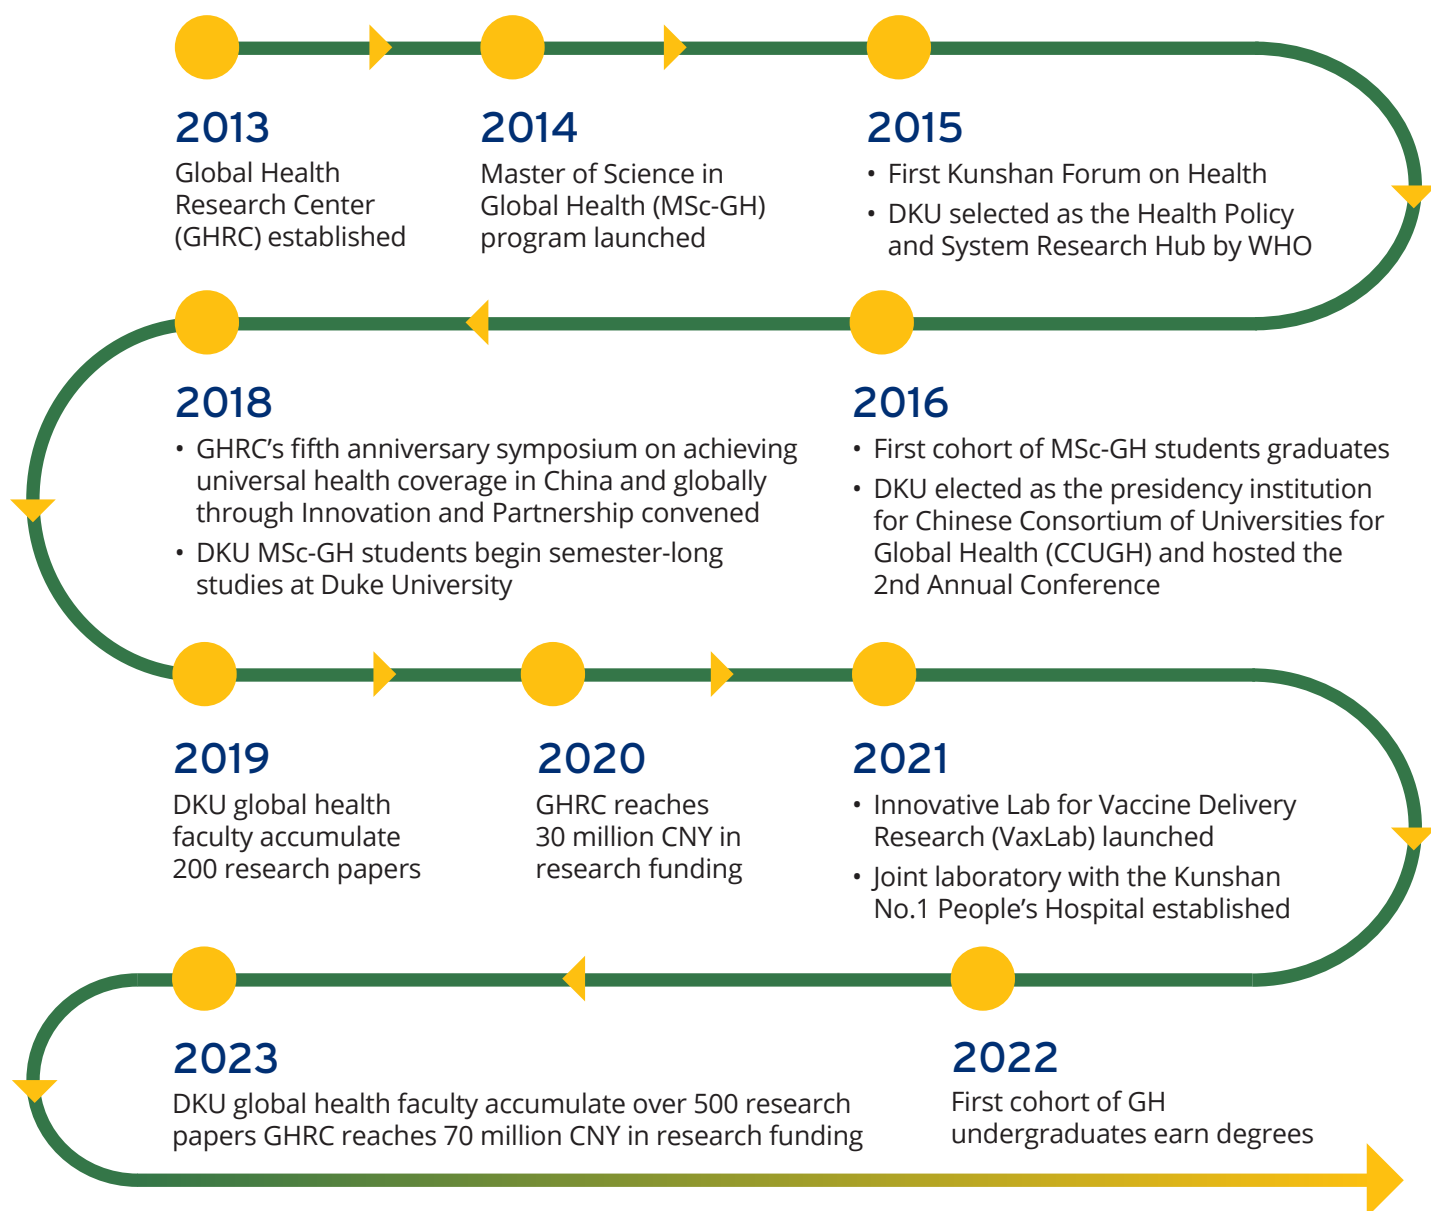 2013
Global Health
Research Center
(GHRC) established
2014
Master of Science in
Global Health (MSc-GH)
program launched
2015
• First Kunshan Forum on Health
• DKU selected as the Health Policy
and System Research Hub by WHO
2016
• First cohort of MSc-GH students graduates
• DKU elected as the presidency institution
for Chinese Consortium of Universities for
Global Health (CCUGH) and hosted the
2nd Annual Conference
2018
• GHRC’s fifth anniversary symposium on achieving
universal health coverage in China and globally
through Innovation and Partnership convened
• DKU MSc-GH students begin semester-long
studies at Duke University
2019
DKU global health
faculty accumulate
200 research papers
2020
GHRC reaches
30 million CNY in
research funding
2021
• Innovative Lab for Vaccine Delivery
Research (VaxLab) launched
• Joint laboratory with the Kunshan
No.1 People’s Hospital established
2022
First cohort of GH
undergraduates earn degrees
2023
DKU global health faculty accumulate over 500 research
papers GHRC reaches 70 million CNY in research funding